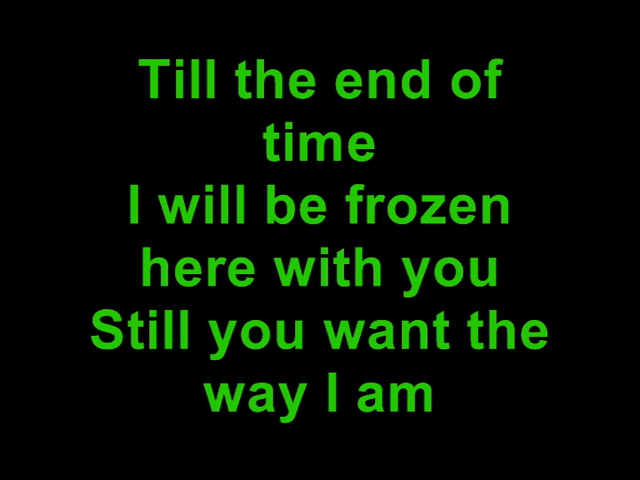 Till the end of
time
I will be frozen
here with you
Still you want the
way I am